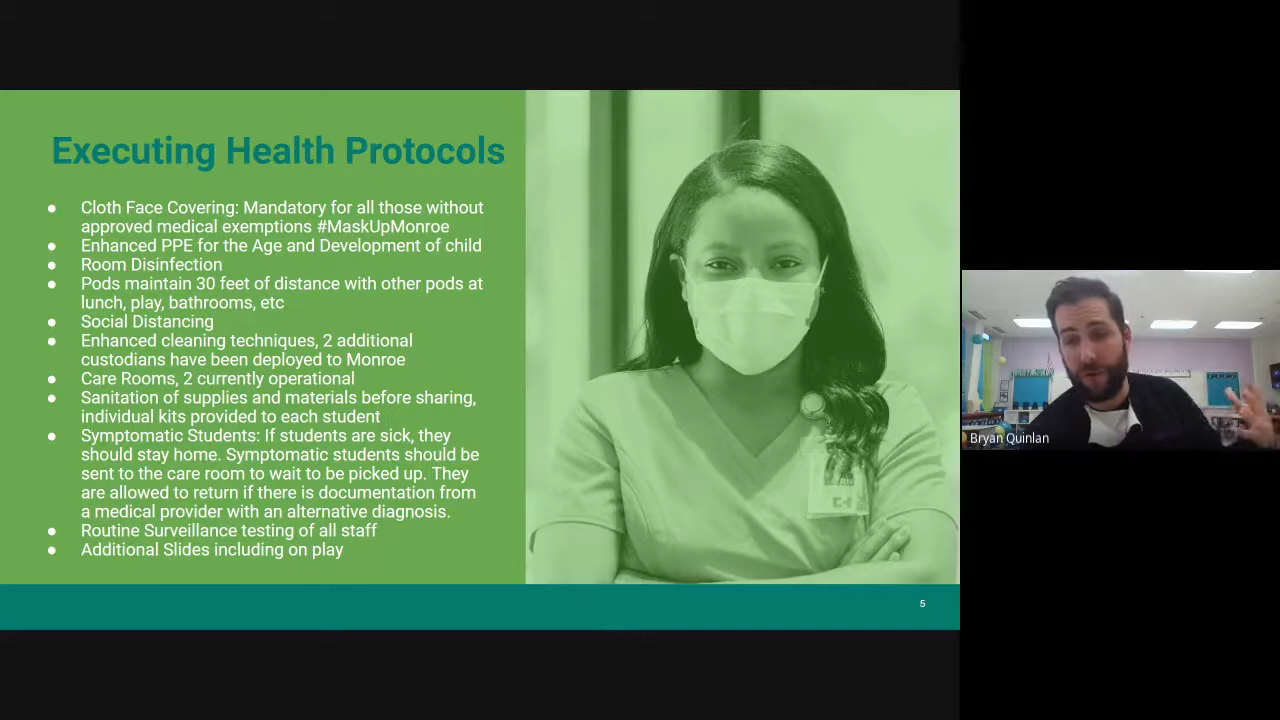 Executing Health Protocols
● Cloth Face Covering: Mandatory for all those without
approved medical exemptions #MaskUpMonroe
● Enhanced PPE for the Age and Development of child
● Room Disinfection
● Pods maintain 30 feet of distance with other pods at
lunch, play, bathrooms, etc
● Social Distancing
● Enhanced cleaning techniques, 2 additional
custodians have been deployed to Monroe
● Care Rooms, 2 currently operational
● Sanitation of supplies and materials before sharing,
individual kits provided to each student
● Symptomatic Students: If students are sick, they
should stay home. Symptomatic students should be
sent to the care room to wait to be picked up. They
are allowed to return if there is documentation from
a medical provider with an alternative diagnosis.
● Routine Surveillance testing of all staff
● Additional Slides including on play
RN
5
Bryan Quinlan